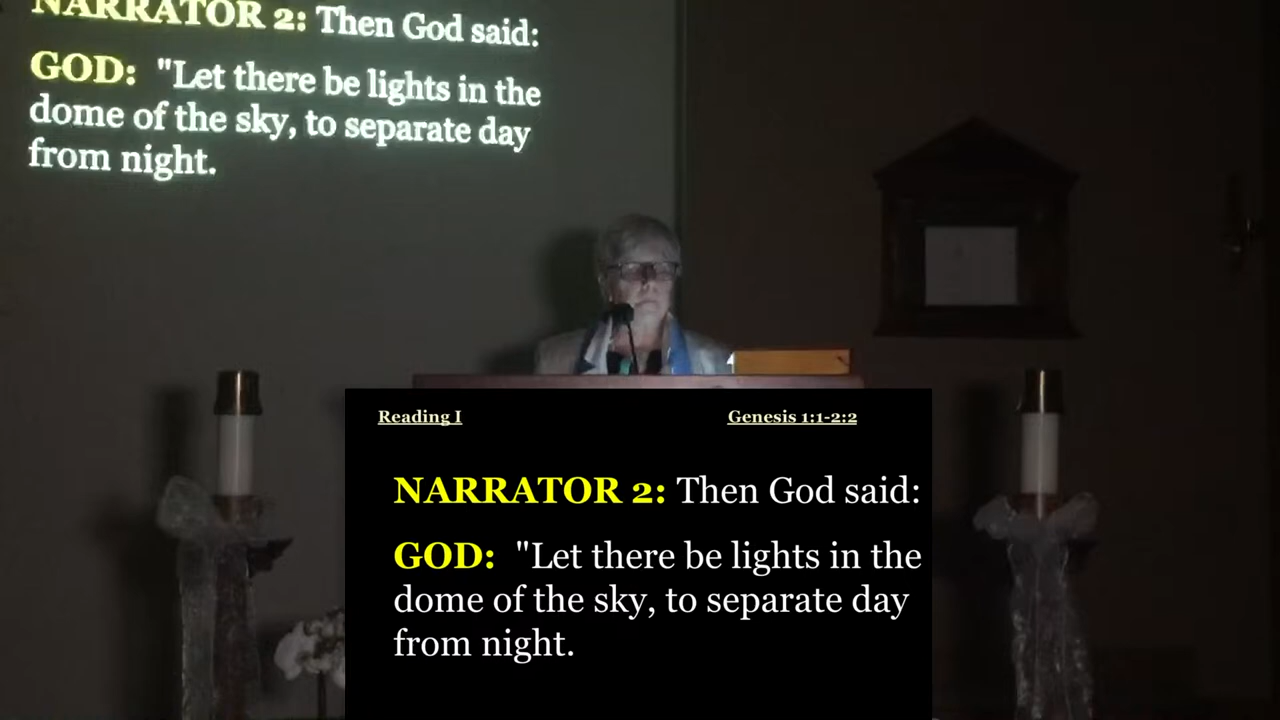 NARRATOR 2: Then God said:
GOD: "Let there be lights in the
dome of the sky, to separate day
from night.
Reading I
Genesis 1:1-2:2
NARRATOR 2: Then God said:
GOD: "Let there be lights in the
dome of the sky, to separate day
from night.